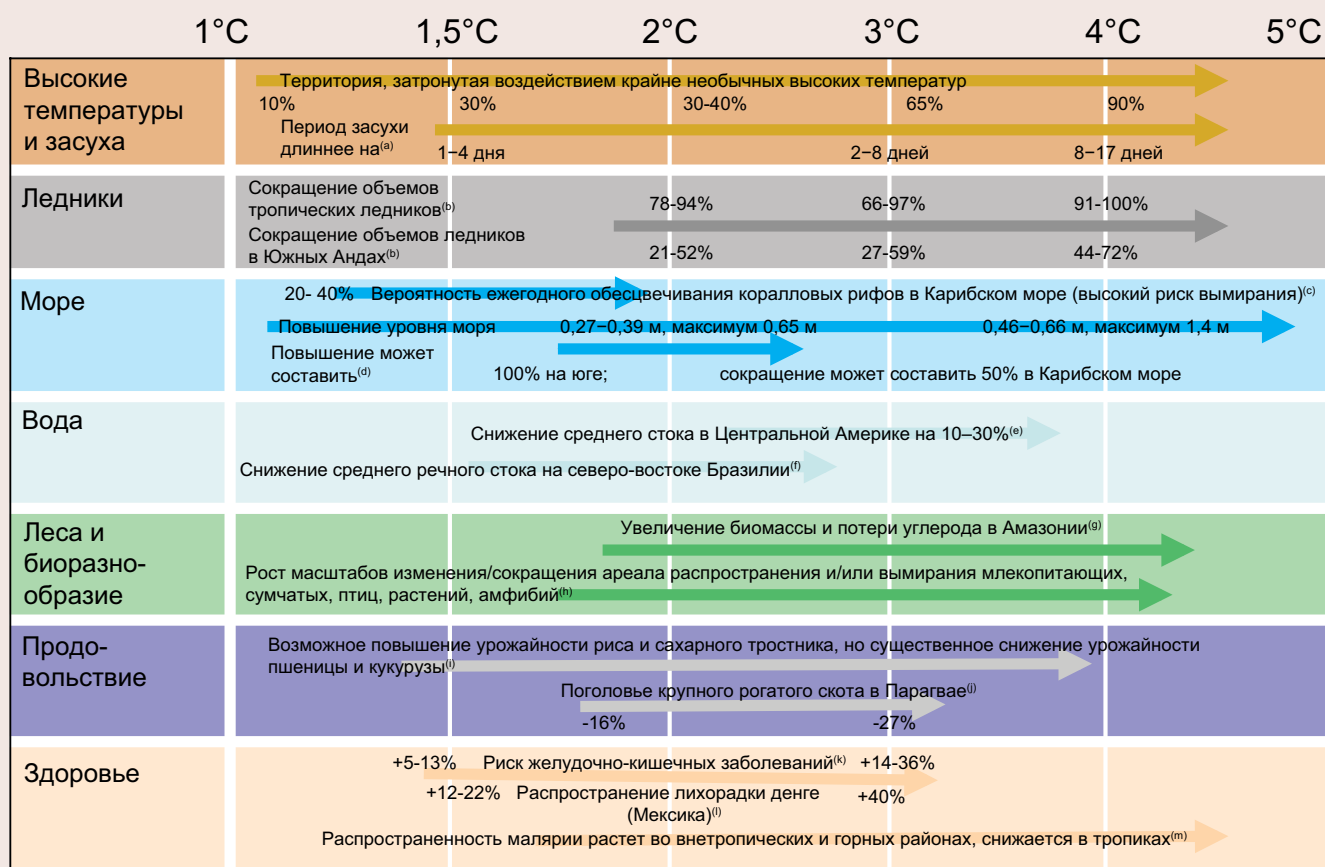 1°C 1,5°C 2°C 3°C 4°C 5°C
Высокие
температуры
и засуха
Территория, затронутая воздействием крайне необычных высоких температур
10% 30% 30-40% 65% 90%
Период засухи
длиннее на(a)
1−4 дня 2−8 дней 8−17 дней
Ледники
Сокращение объемов
тропических ледников(b)
78-94% 66-97% 91-100%
Сокращение объемов ледников
в Южных Андах(b)
21-52% 27-59% 44-72%
Море
20- 40% Вероятность ежегодного обесцвечивания коралловых рифов в Карибском море (высокий риск вымирания)(c)
Повышение уровня моря 0,27−0,39 м, максимум 0,65 м 0,46−0,66 м, максимум 1,4 м
Повышение может
составить(d)
100% на юге; сокращение может составить 50% в Карибском море
Вода
Снижение среднего стока в Центральной Америке на 10–30%(e)
Снижение среднего речного стока на северо-востоке Бразилии(f)
Леса и
биоразно-
образие
Увеличение биомассы и потери углерода в Амазонии(g)
Рост масштабов изменения/сокращения ареала распространения и/или вымирания млекопитающих,
сумчатых, птиц, растений, амфибий(h)
Продо-
вольствие
Возможное повышение урожайности риса и сахарного тростника, но существенное снижение урожайности
пшеницы и кукурузы(i)
Поголовье крупного рогатого скота в Парагвае(j)
-16% -27%
Здоровье
+5-13% Риск желудочно-кишечных заболеваний(k) +14-36%
+12-22% Распространение лихорадки денге +40%
(Мексика)(l)
Распространенность малярии растет во внетропических и горных районах, снижается в тропиках(m)